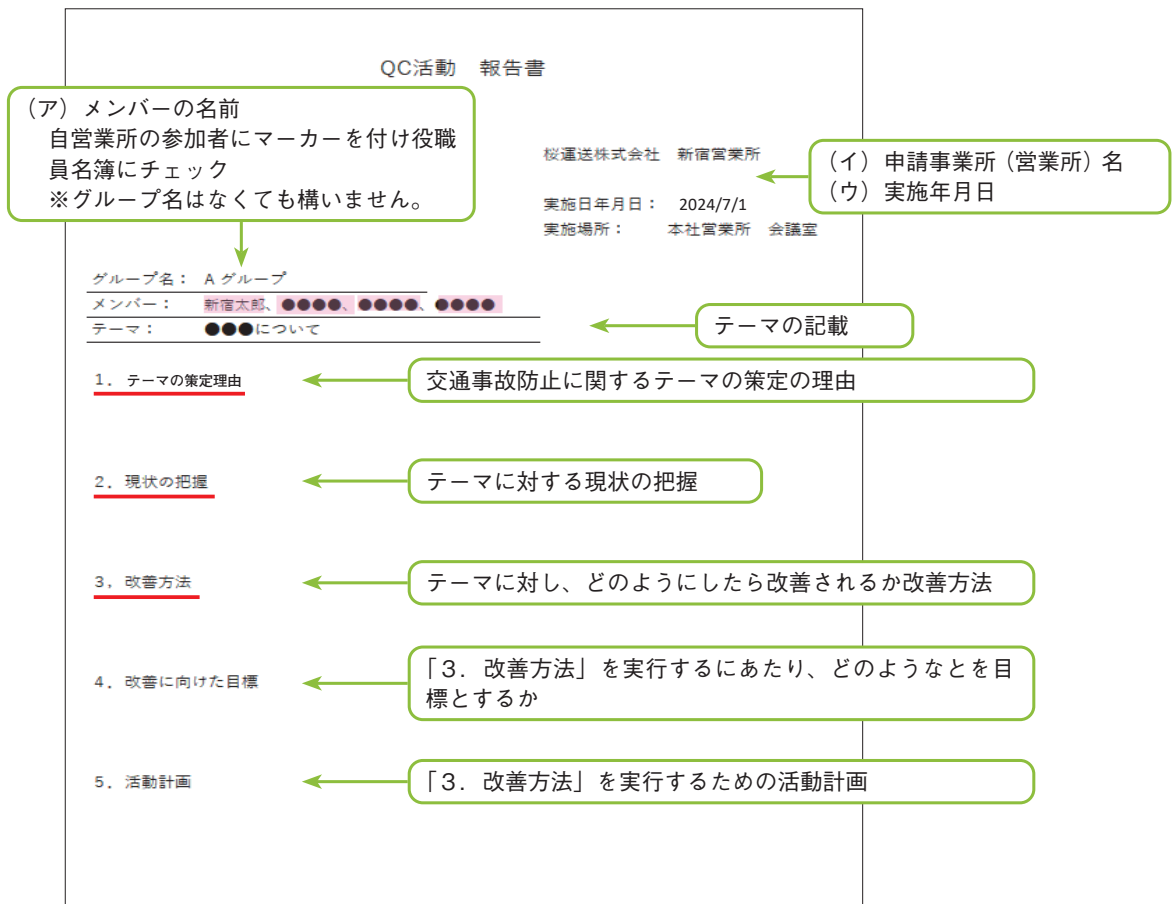 QC活動　報告書
（ア）メンバーの名前
自営業所の参加者にマーカーを付け役職
員名簿にチェック
※グループ名はなくても構いません。
桜運送株式会社　新宿営業所
（イ）申請事業所（営業所）名
（ウ）実施年月日
実施日年月日：　2024/7/1
実施場所：　本社営業所　会議室
グループ名：　A グループ
メンバー：　新宿太郎、●●●●、●●●●、●●●●
テーマ：　●●●について
テーマの記載
1．テーマの策定理由
交通事故防止に関するテーマの策定の理由
2．現状の把握
テーマに対する現状の把握
3．改善方法
テーマに対し、どのようにしたら改善されるか改善方法
4．改善に向けた目標
「3．改善方法」を実行するにあたり、どのようなとを目
標とするか
5．活動計画
「3．改善方法」を実行するための活動計画